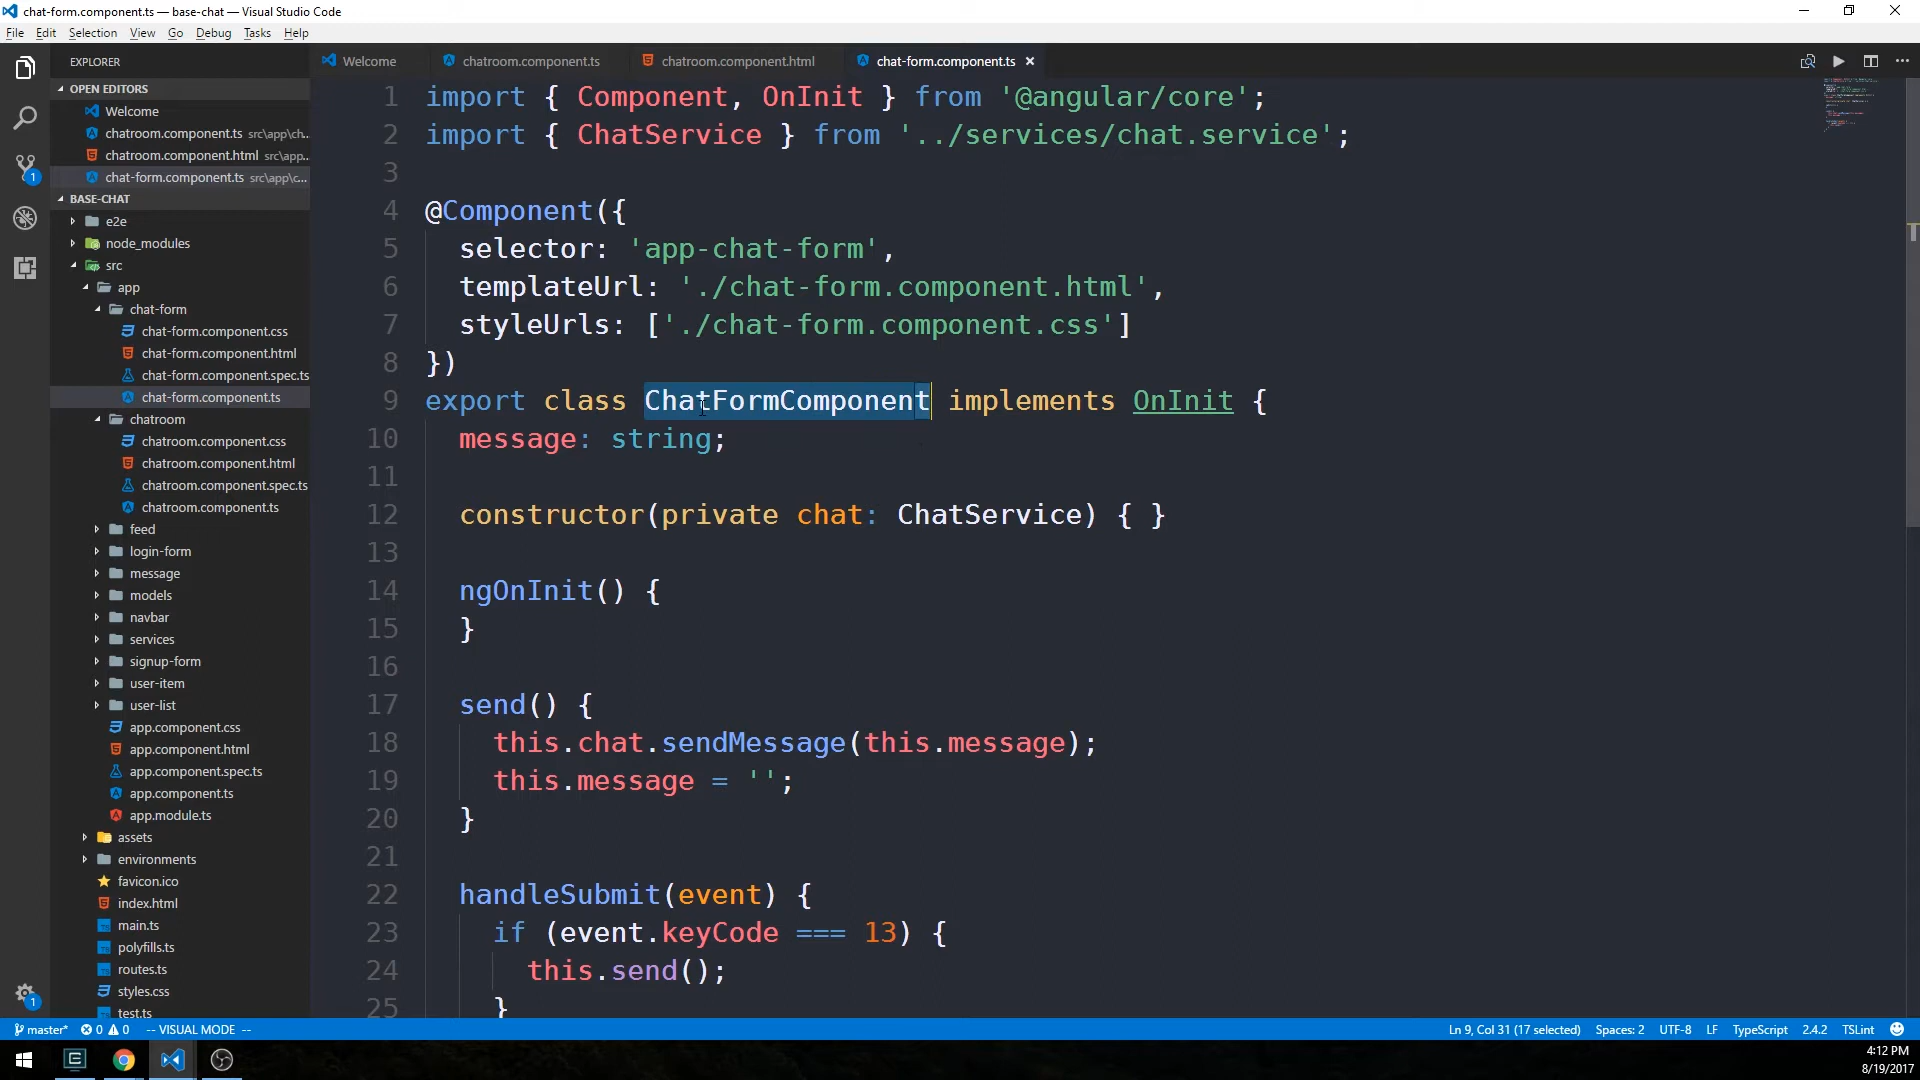 chat-form.component.ts — base-chat — Visual Studio Code
File Edit Selection View Go Debug Tasks Help
EXPLORER
Welcome chatroom.component.ts chatroom.component.html chat-form.component.ts
OPEN EDITORS
Welcome
chatroom.component.ts src\app\ch...
chatroom.component.html src\app...
chat-form.component.ts src\app\c...
1
BASE-CHAT
e2e
node_modules
src
app
chat-form
chat-form.component.css
chat-form.component.html
chat-form.component.spec.ts
chat-form.component.ts
chatroom
chatroom.component.css
chatroom.component.html
chatroom.component.spec.ts
chatroom.component.ts
feed
login-form
message
models
navbar
services
signup-form
user-item
user-list
app.component.css
app.component.html
app.component.spec.ts
app.component.ts
app.module.ts
assets
environments
favicon.ico
index.html
main.ts
polyfills.ts
routes.ts
styles.css
test.ts
1
1 import { Component, OnInit } from '@angular/core';
2 import { ChatService } from '../services/chat.service';
3
4 @Component({
5 selector: 'app-chat-form',
6 templateUrl: './chat-form.component.html',
7 styleUrls: ['./chat-form.component.css']
8 })
9 export class ChatFormComponent implements OnInit {
10 message: string;
11
12 constructor(private chat: ChatService) { }
13
14 ngOnInit() {
15 }
16
17 send() {
18 this.chat.sendMessage(this.message);
19 this.message = '';
20 }
21
22 handleSubmit(event) {
23 if (event.keyCode === 13) {
24 this.send();
25 }
master* 0 0 -- VISUAL MODE -- Ln 9, Col 31 (17 selected) Spaces: 2 UTF-8 LF TypeScript 2.4.2 TSLint
4:12 PM
8/19/2017